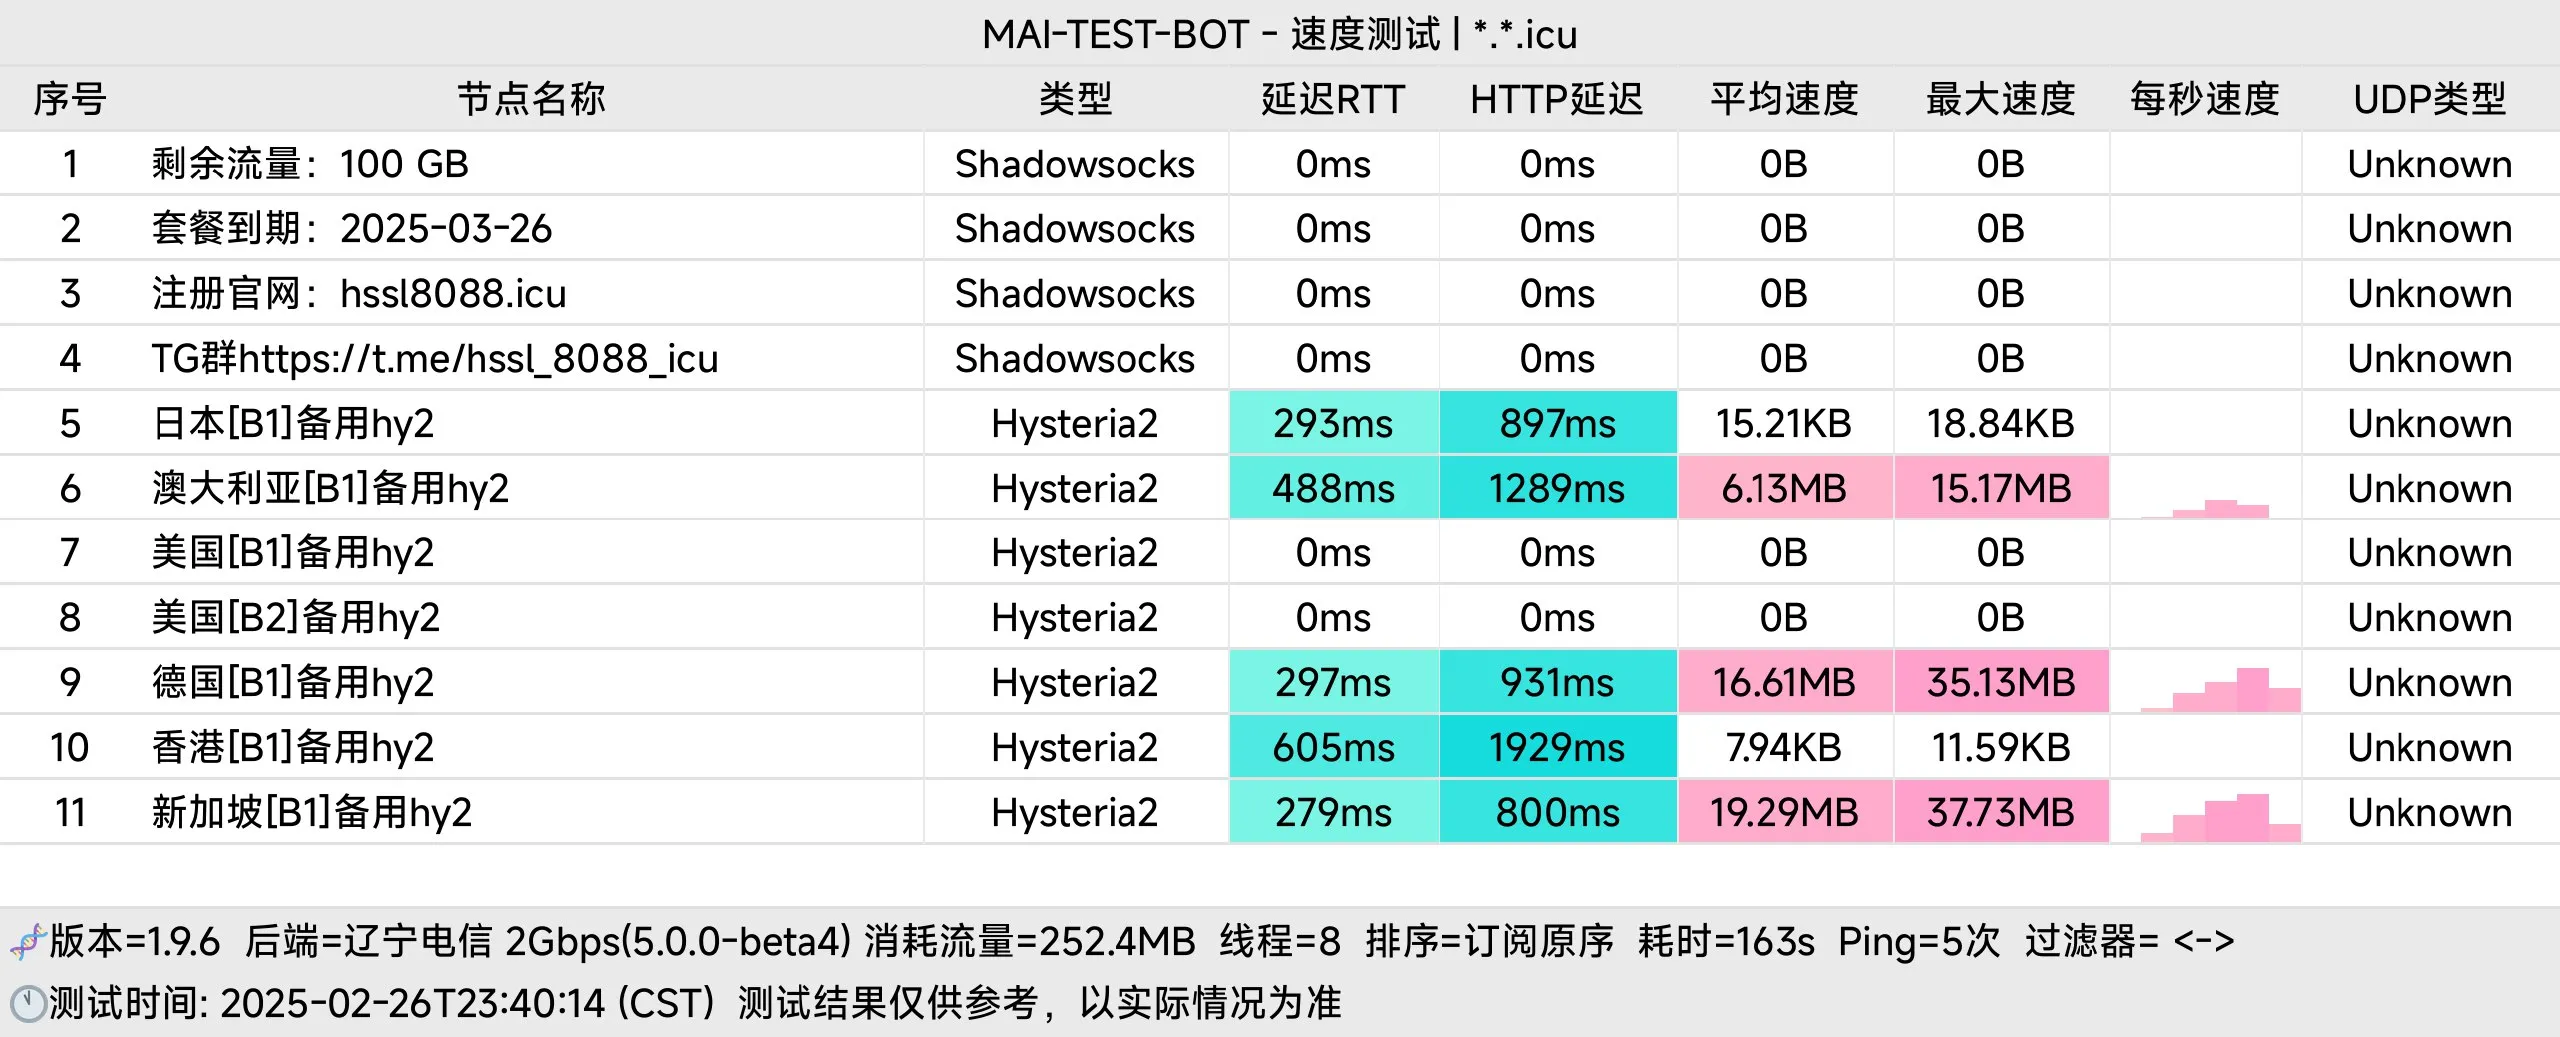 MAI-TEST-BOT - 速度测试 | *.*.icu
序号 节点名称 类型 延迟RTT HTTP延迟 平均速度 最大速度 每秒速度 UDP类型
1 剩余流量：100 GB Shadowsocks 0ms 0ms 0B 0B Unknown
2 套餐到期：2025-03-26 Shadowsocks 0ms 0ms 0B 0B Unknown
3 注册官网：hssl8088.icu Shadowsocks 0ms 0ms 0B 0B Unknown
4 TG群https://t.me/hssl_8088_icu Shadowsocks 0ms 0ms 0B 0B Unknown
5 日本[B1]备用hy2 Hysteria2 293ms 897ms 15.21KB 18.84KB Unknown
6 澳大利亚[B1]备用hy2 Hysteria2 488ms 1289ms 6.13MB 15.17MB Unknown
7 美国[B1]备用hy2 Hysteria2 0ms 0ms 0B 0B Unknown
8 美国[B2]备用hy2 Hysteria2 0ms 0ms 0B 0B Unknown
9 德国[B1]备用hy2 Hysteria2 297ms 931ms 16.61MB 35.13MB Unknown
10 香港[B1]备用hy2 Hysteria2 605ms 1929ms 7.94KB 11.59KB Unknown
11 新加坡[B1]备用hy2 Hysteria2 279ms 800ms 19.29MB 37.73MB Unknown
版本=1.9.6 后端=辽宁电信 2Gbps(5.0.0-beta4) 消耗流量=252.4MB 线程=8 排序=订阅原序 耗时=163s Ping=5次 过滤器= <->
测试时间: 2025-02-26T23:40:14 (CST) 测试结果仅供参考，以实际情况为准